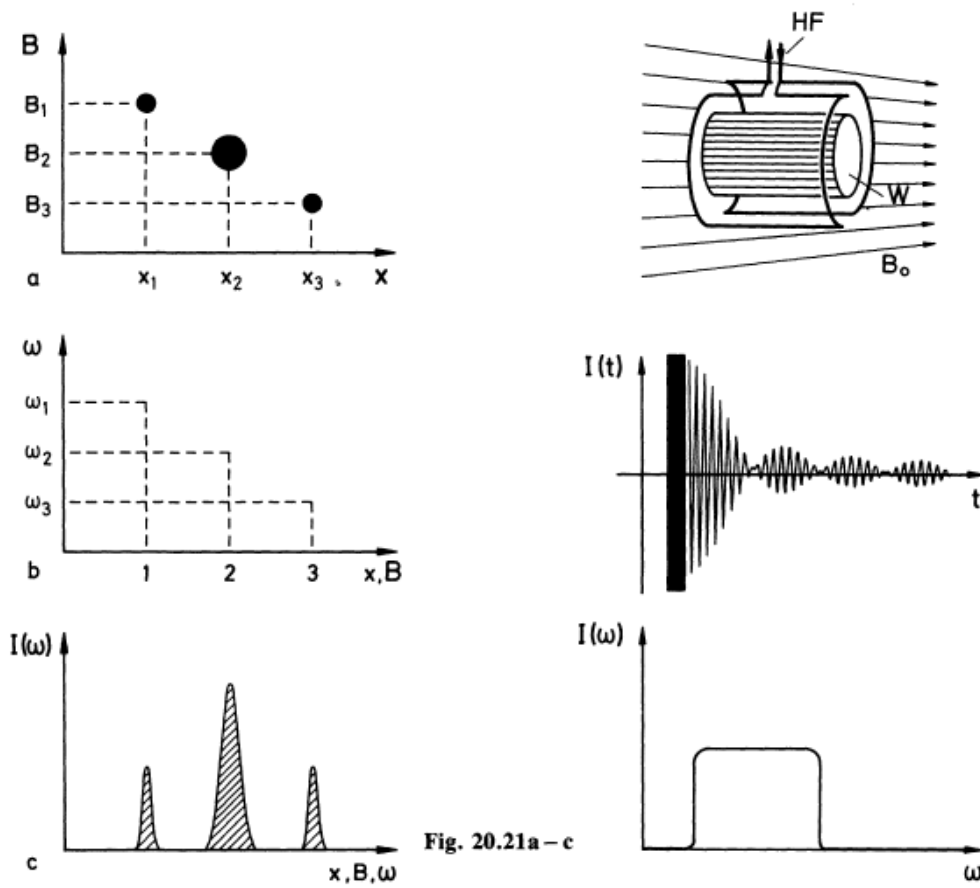 B
B₁
B₂
B₃
a
x₁
x₂
x₃
X
HF
W
B₀
ω
ω₁
ω₂
ω₃
b
1
2
3
x,B
I(t)
t
I(ω)
c
x,B,ω
I(ω)
ω
Fig. 20.21a – c